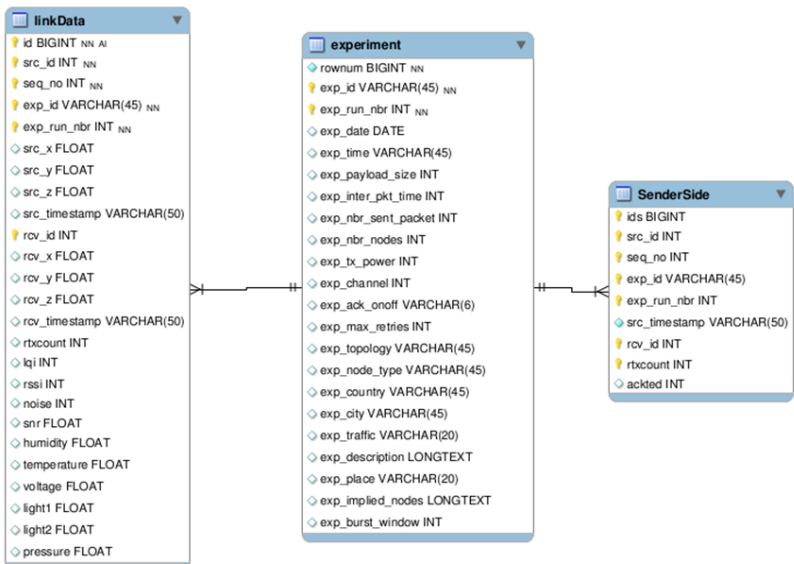 linkData
id BIGINT NN AI
src_id INT NN
seq_no INT NN
exp_id VARCHAR(45) NN
exp_run_nbr INT NN
src_x FLOAT
src_y FLOAT
src_z FLOAT
src_timestamp VARCHAR(50)
rcv_id INT
rcv_x FLOAT
rcv_y FLOAT
rcv_z FLOAT
rcv_timestamp VARCHAR(50)
rtxcount INT
lqi INT
rssi INT
noise INT
snr FLOAT
humidity FLOAT
temperature FLOAT
voltage FLOAT
light1 FLOAT
light2 FLOAT
pressure FLOAT
experiment
rownum BIGINT NN
exp_id VARCHAR(45) NN
exp_run_nbr INT NN
exp_date DATE
exp_time VARCHAR(45)
exp_payload_size INT
exp_inter_pkt_time INT
exp_nbr_sent_packet INT
exp_nbr_nodes INT
exp_tx_power INT
exp_channel INT
exp_ack_onoff VARCHAR(6)
exp_max_retries INT
exp_topology VARCHAR(45)
exp_node_type VARCHAR(45)
exp_country VARCHAR(45)
exp_city VARCHAR(45)
exp_traffic VARCHAR(20)
exp_description LONGTEXT
exp_place VARCHAR(20)
exp_implied_nodes LONGTEXT
exp_burst_window INT
SenderSide
ids BIGINT
src_id INT
seq_no INT
exp_id VARCHAR(45)
exp_run_nbr INT
src_timestamp VARCHAR(50)
rcv_id INT
rtxcount INT
ackted INT